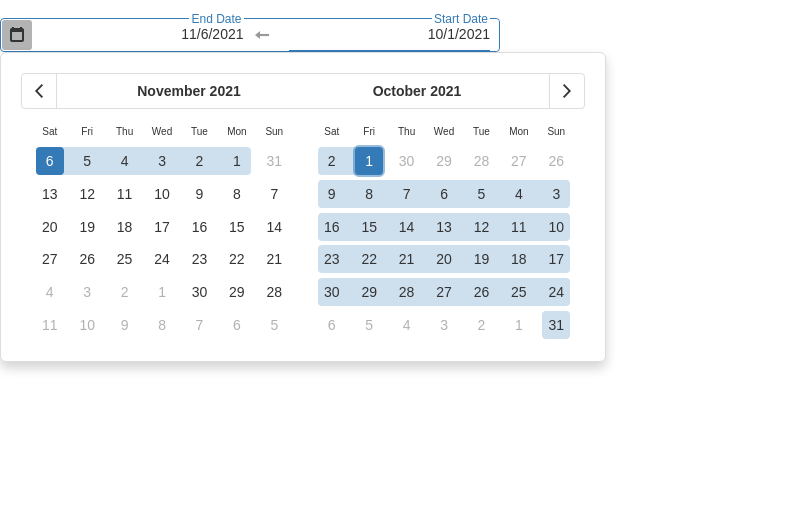 End Date Start Date
11/6/2021 10/1/2021
November 2021 October 2021
Sat Fri Thu Wed Tue Mon Sun Sat Fri Thu Wed Tue Mon Sun
6 5 4 3 2 1 31 2 1 30 29 28 27 26
13 12 11 10 9 8 7 9 8 7 6 5 4 3
20 19 18 17 16 15 14 16 15 14 13 12 11 10
27 26 25 24 23 22 21 23 22 21 20 19 18 17
4 3 2 1 30 29 28 30 29 28 27 26 25 24
11 10 9 8 7 6 5 6 5 4 3 2 1 31